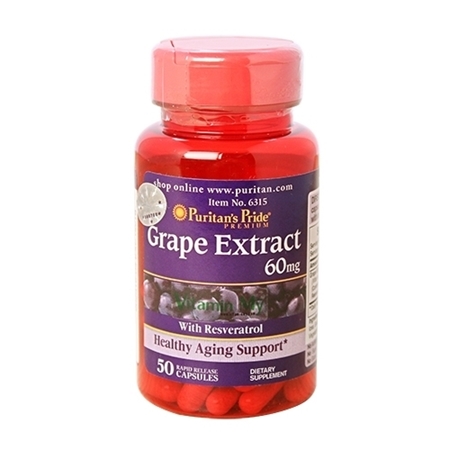 shop online www.puritan.com
Item No. 6315
Puritan's Pride®
PREMIUM
Grape Extract
60mg
With Resveratrol
Healthy Aging Support*
50 RAPID RELEASE CAPSULES
DIETARY SUPPLEMENT